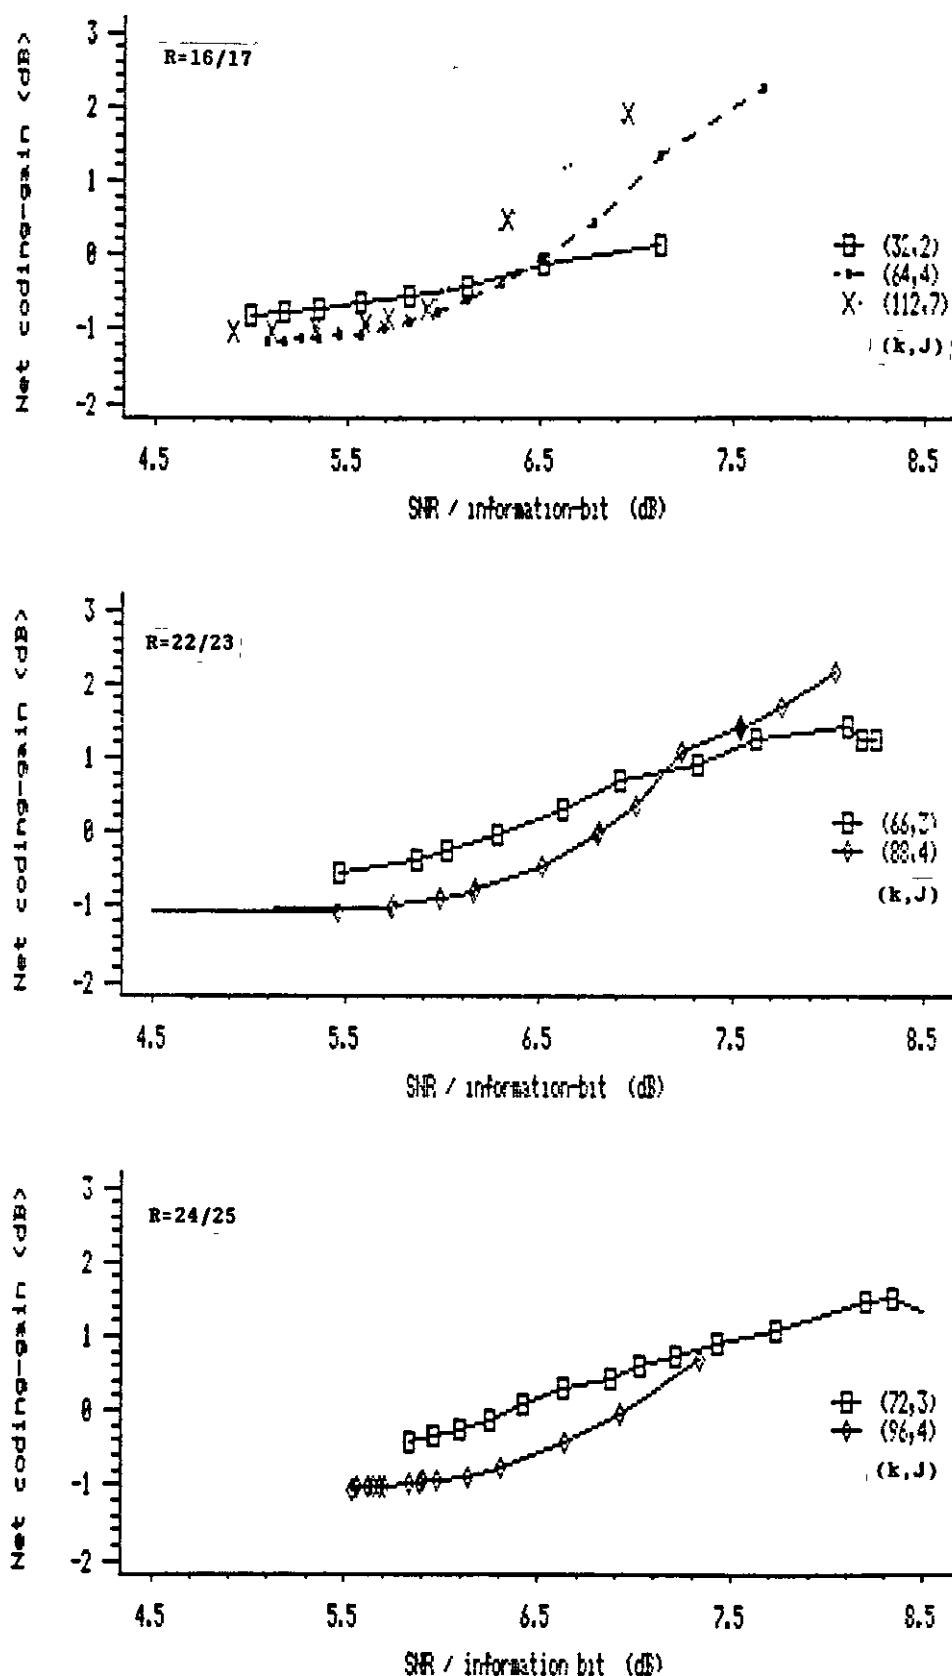 Net coding-gain <dB>
R=16/17
3
2
1
0
-1
-2
(32,2)
(64,4)
(112,7)
(k,J)
4.5 5.5 6.5 7.5 8.5
SNR / information-bit (dB)
Net coding-gain <dB>
R=22/23
3
2
1
0
-1
-2
(66,3)
(88,4)
(k,J)
4.5 5.5 6.5 7.5 8.5
SNR / information-bit (dB)
Net coding-gain <dB>
R=24/25
3
2
1
0
-1
-2
(72,3)
(96,4)
(k,J)
4.5 5.5 6.5 7.5 8.5
SNR / information bit (dB)